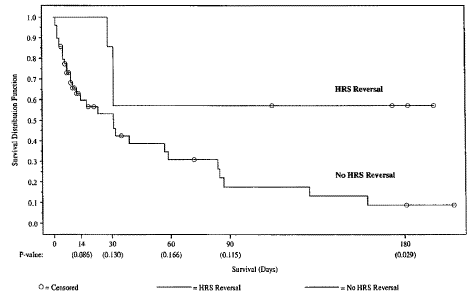 1.0
0.9
0.8
0.7
0.6
0.5
0.4
0.3
0.2
0.1
0.0
Survival Distribution Function
HRS Reversal
No HRS Reversal
0 14 30 60 90 180
P-value: (0.086) (0.130) (0.166) (0.115) (0.029)
Survival (Days)
O = Censored = HRS Reversal = No HRS Reversal